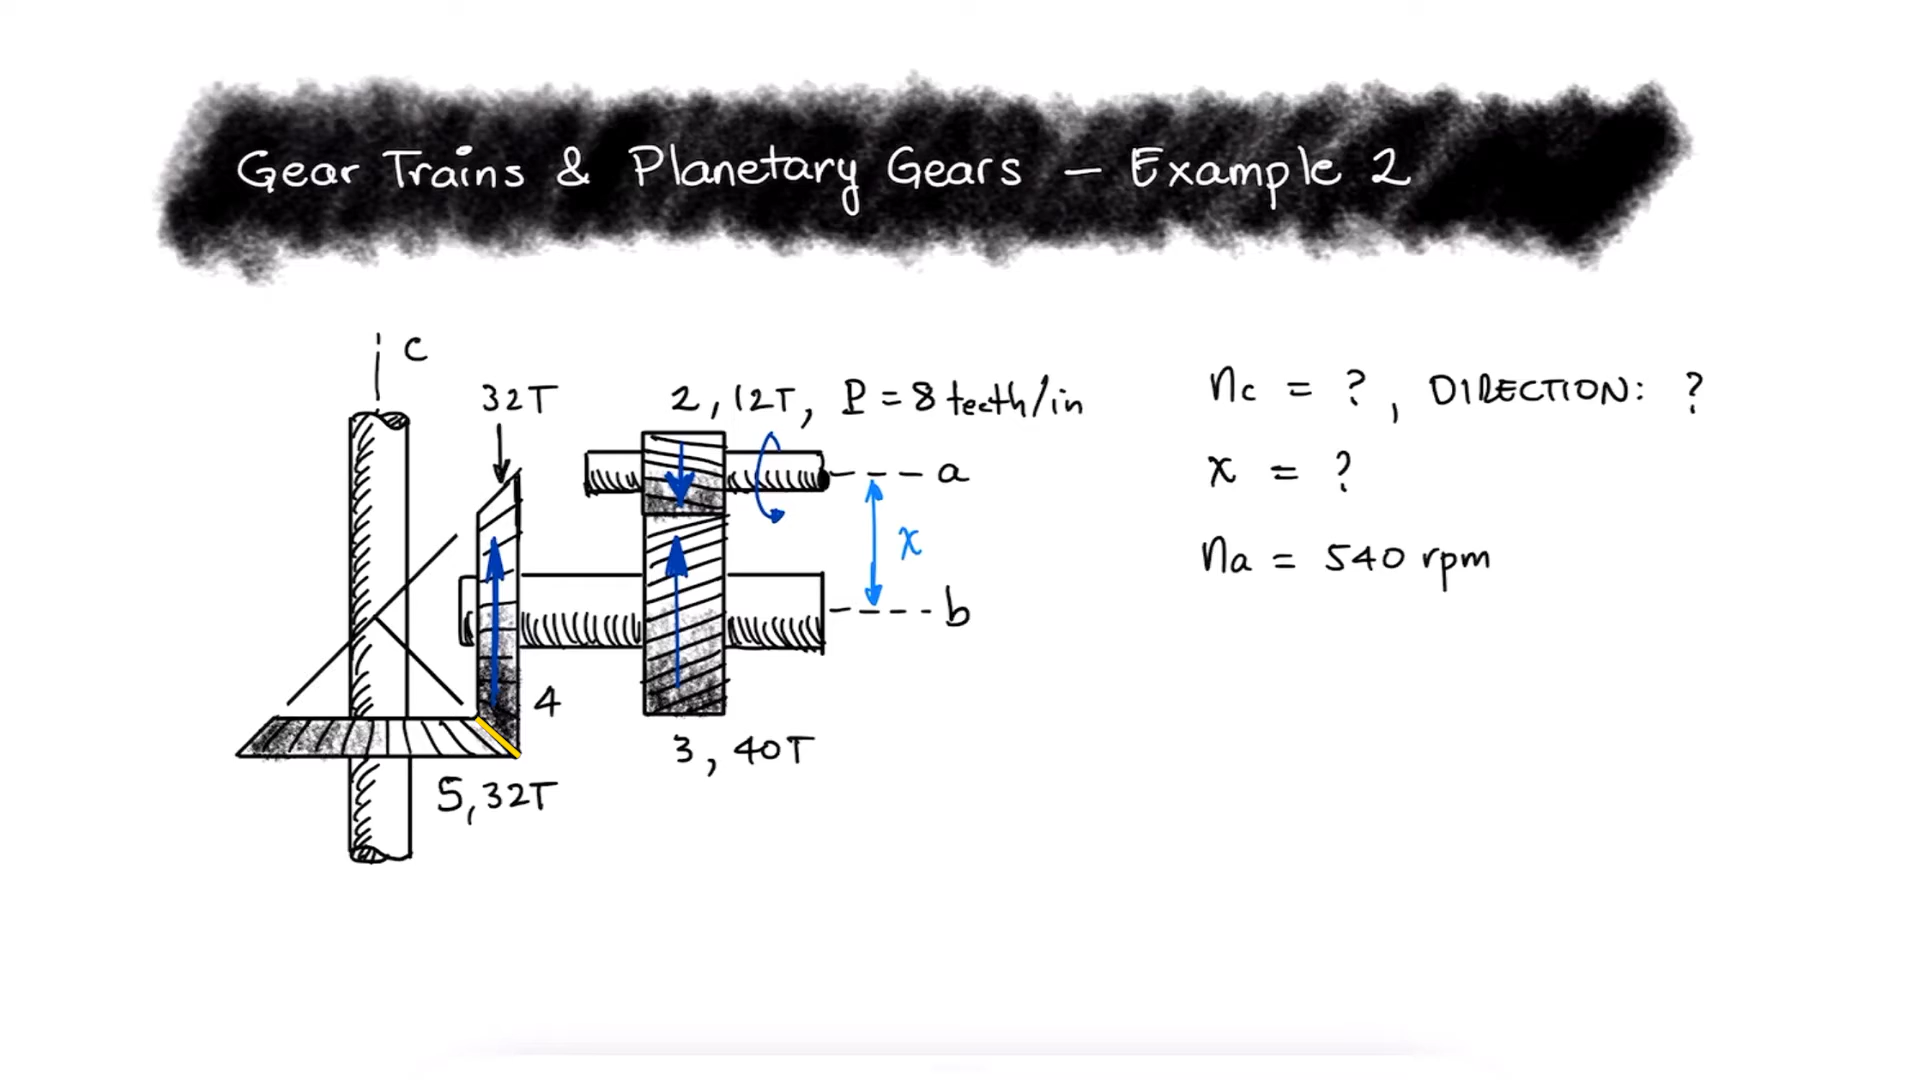 Gear Trains & Planetary Gears - Example 2
c
32T
2, 12T, P = 8 teeth/in
a
x
b
4
3, 40T
5, 32T
nc = ?, DIRECTION: ?
x = ?
na = 540 rpm